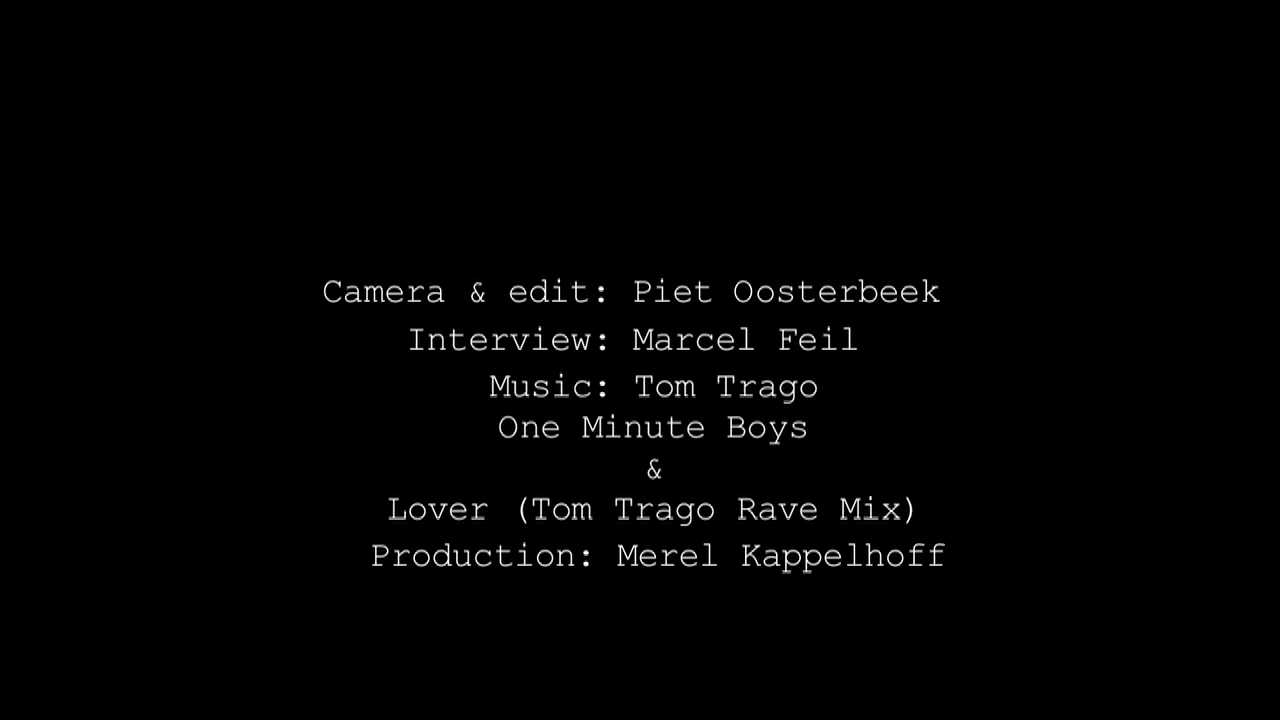 Camera & edit: Piet Oosterbeek
Interview: Marcel Feil
Music: Tom Trago
One Minute Boys
&
Lover (Tom Trago Rave Mix)
Production: Merel Kappelhoff